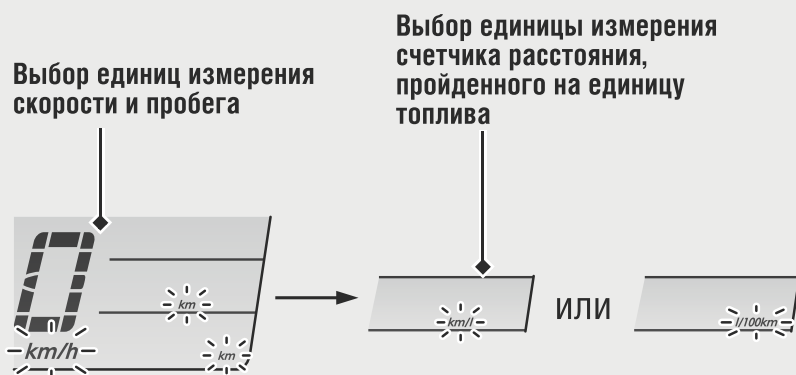 Выбор единиц измерения
скорости и пробега
Выбор единицы измерения
счетчика расстояния,
пройденного на единицу
топлива
0
km
km/h
km
km/l
или
l/100km